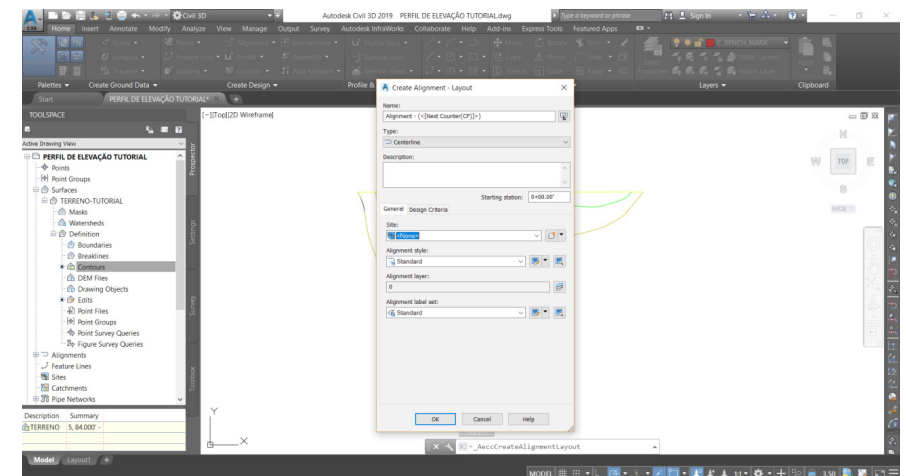 Civil 3D
Autodesk Civil 3D 2019 PERFIL DE ELEVAÇÃO TUTORIAL.dwg
Type a keyword or phrase
Sign In
Home Insert Annotate Modify Analyze View Manage Output Survey Autodesk InfraWorks Collaborate Help Add-ins Express Tools Featured Apps
C-BENCH_MARK
Palettes Create Ground Data Create Design Profile & Layers Clipboard
Start PERFIL DE ELEVAÇÃO TUTORIAL*
TOOLSPACE
[−][Top][2D Wireframe]
Active Drawing View
PERFIL DE ELEVAÇÃO TUTORIAL
Points
Point Groups
Surfaces
TERRENO-TUTORIAL
Masks
Watersheds
Definition
Boundaries
Breaklines
Contours
DEM Files
Drawing Objects
Edits
Point Files
Point Groups
Point Survey Queries
Figure Survey Queries
Alignments
Feature Lines
Sites
Catchments
Pipe Networks
Description Summary
TERRENO 5, 84.000' -
Prospector
Settings
Survey
Toolbox
Create Alignment - Layout
Name:
Alignment - (<[Next Counter(CP)]>)
Type:
Centerline
Description:
Starting station: 0+00.00'
General Design Criteria
Site:
<None>
Alignment style:
Standard
Alignment layer:
0
Alignment label set:
Standard
OK Cancel Help
N
W TOP E
S
WCS
Y
X
_AeccCreateAlignmentLayout
Model Layout1 +
MODEL 1:1 3.50